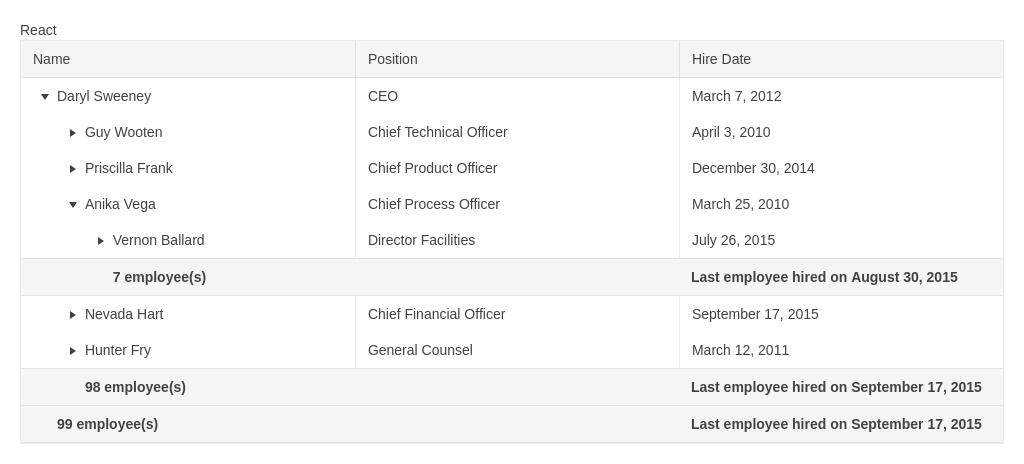 React
Name Position Hire Date
Daryl Sweeney CEO March 7, 2012
Guy Wooten Chief Technical Officer April 3, 2010
Priscilla Frank Chief Product Officer December 30, 2014
Anika Vega Chief Process Officer March 25, 2010
Vernon Ballard Director Facilities July 26, 2015
7 employee(s) Last employee hired on August 30, 2015
Nevada Hart Chief Financial Officer September 17, 2015
Hunter Fry General Counsel March 12, 2011
98 employee(s) Last employee hired on September 17, 2015
99 employee(s) Last employee hired on September 17, 2015